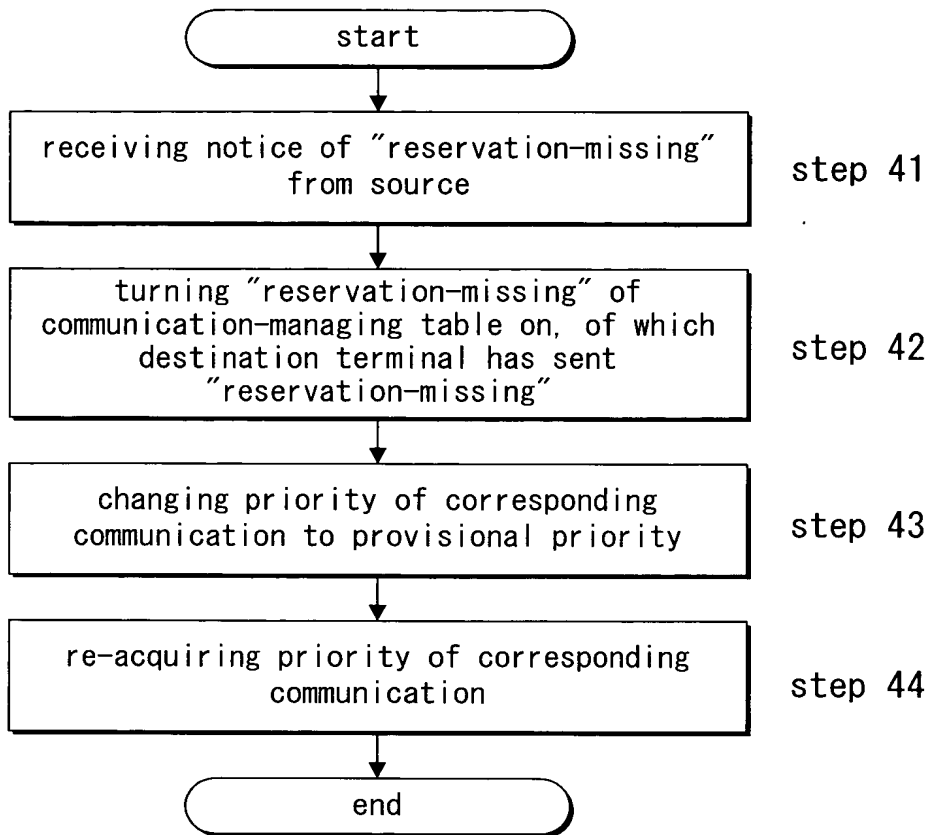 start
receiving notice of "reservation-missing"
from source
step 41
turning "reservation-missing" of
communication-managing table on, of which
destination terminal has sent
"reservation-missing"
step 42
changing priority of corresponding
communication to provisional priority
step 43
re-acquiring priority of corresponding
communication
step 44
end